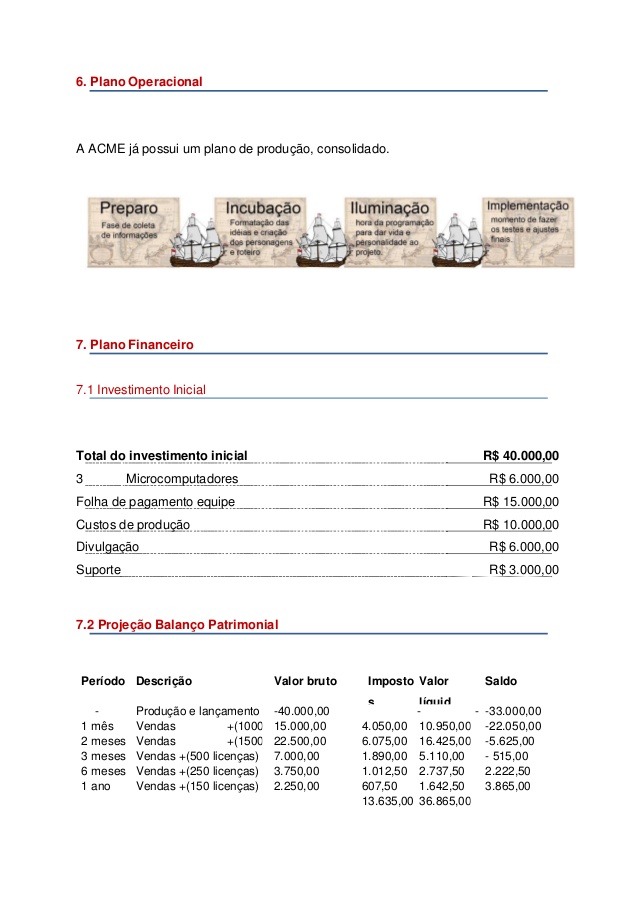 6. Plano Operacional
A ACME já possui um plano de produção, consolidado.
Preparo
Fase de coleta
de informações
Incubação
Formatação das
idéias e criação
dos personagens
e roteiro
Iluminação
hora da programação
para dar vida e
personalidade ao
projeto.
Implementação
momento de fazer
os testes e ajustes
finais.
7. Plano Financeiro
7.1 Investimento Inicial
Total do investimento inicial R$ 40.000,00
3 Microcomputadores R$ 6.000,00
Folha de pagamento equipe R$ 15.000,00
Custos de produção R$ 10.000,00
Divulgação R$ 6.000,00
Suporte R$ 3.000,00
7.2 Projeção Balanço Patrimonial
Período Descrição Valor bruto Imposto Valor Saldo
s líquid
- Produção e lançamento -40.000,00 - - -33.000,00
1 mês Vendas +(1000 15.000,00 4.050,00 10.950,00 -22.050,00
2 meses Vendas +(1500 22.500,00 6.075,00 16.425,00 -5.625,00
3 meses Vendas +(500 licenças) 7.000,00 1.890,00 5.110,00 - 515,00
6 meses Vendas +(250 licenças) 3.750,00 1.012,50 2.737,50 2.222,50
1 ano Vendas +(150 licenças) 2.250,00 607,50 1.642,50 3.865,00
13.635,00 36.865,00